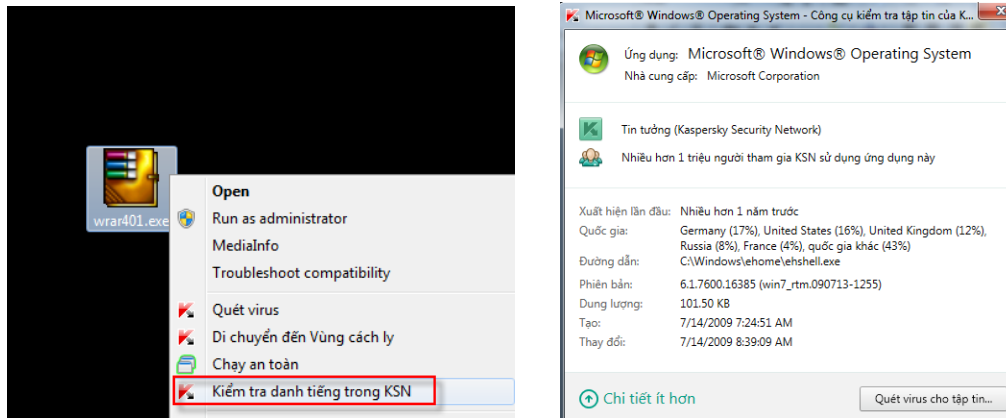 wrar401.exe
Open
Run as administrator
MediaInfo
Troubleshoot compatibility
Quét virus
Di chuyển đến Vùng cách ly
Chạy an toàn
Kiểm tra danh tiếng trong KSN
Microsoft® Windows® Operating System - Công cụ kiểm tra tập tin của K...
Ứng dụng: Microsoft® Windows® Operating System
Nhà cung cấp: Microsoft Corporation
Tin tưởng (Kaspersky Security Network)
Nhiều hơn 1 triệu người tham gia KSN sử dụng ứng dụng này
Xuất hiện lần đầu: Nhiều hơn 1 năm trước
Quốc gia: Germany (17%), United States (16%), United Kingdom (12%),
Russia (8%), France (4%), quốc gia khác (43%)
Đường dẫn: C:\Windows\ehome\ehshell.exe
Phiên bản: 6.1.7600.16385 (win7_rtm.090713-1255)
Dung lượng: 101.50 KB
Tạo: 7/14/2009 7:24:51 AM
Thay đổi: 7/14/2009 8:39:09 AM
Chi tiết ít hơn
Quét virus cho tập tin...